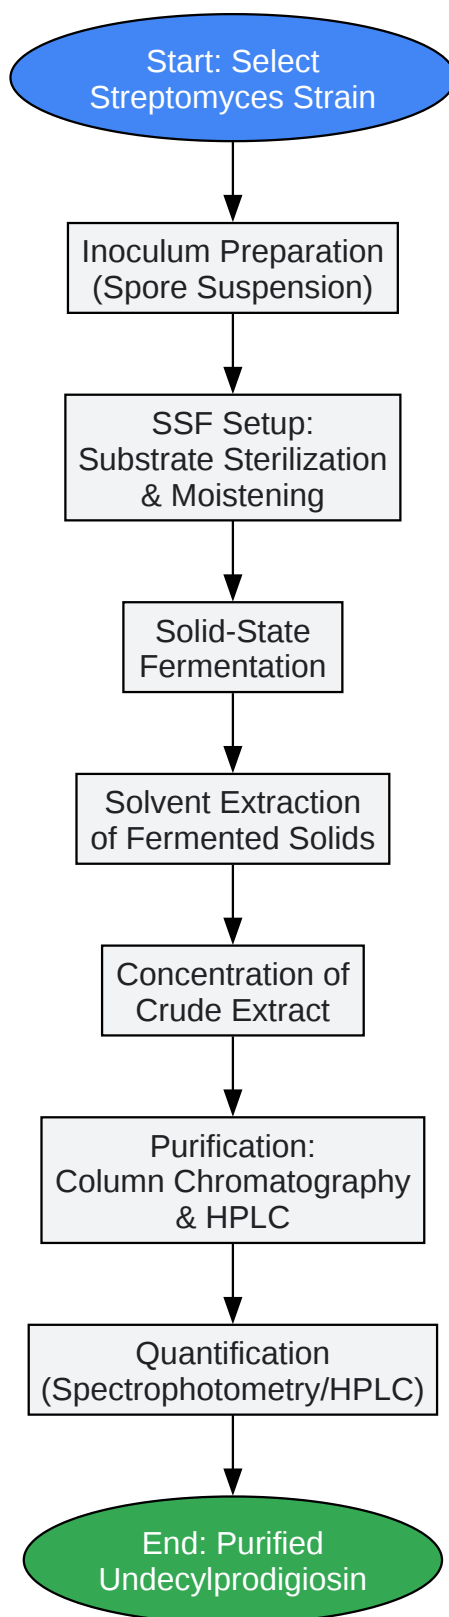 Start: Select
Streptomyces Strain
Inoculum Preparation
(Spore Suspension)
SSF Setup:
Substrate Sterilization
& Moistening
Solid-State
Fermentation
Solvent Extraction
of Fermented Solids
Concentration of
Crude Extract
Purification:
Column Chromatography
& HPLC
Quantification
(Spectrophotometry/HPLC)
End: Purified
Undecylprodigiosin